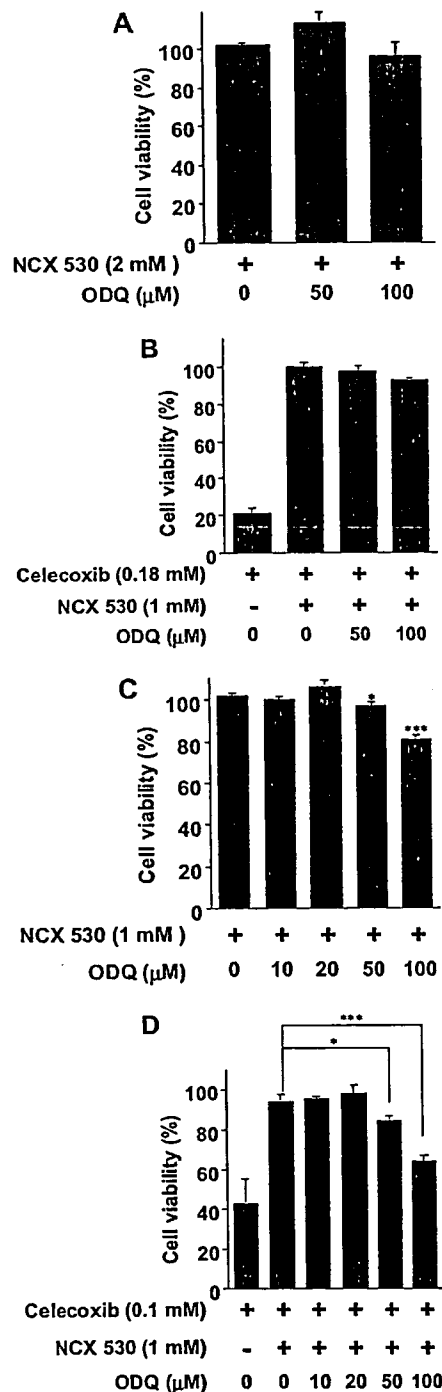 A
Cell viability (%)
100
80
60
40
20
0
NCX 530 (2 mM ) + + +
ODQ (μM) 0 50 100
B
Cell viability (%)
100
80
60
40
20
0
Celecoxib (0.18 mM) + + + +
NCX 530 (1 mM) - + + +
ODQ (μM) 0 0 50 100
C
Cell viability (%)
100
80
60
40
20
0
* ***
NCX 530 (1 mM ) + + + + +
ODQ (μM) 0 10 20 50 100
D
***
*
Cell viability (%)
100
80
60
40
20
0
Celecoxib (0.1 mM) + + + + + +
NCX 530 (1 mM) - + + + + +
ODQ (μM) 0 0 10 20 50 100